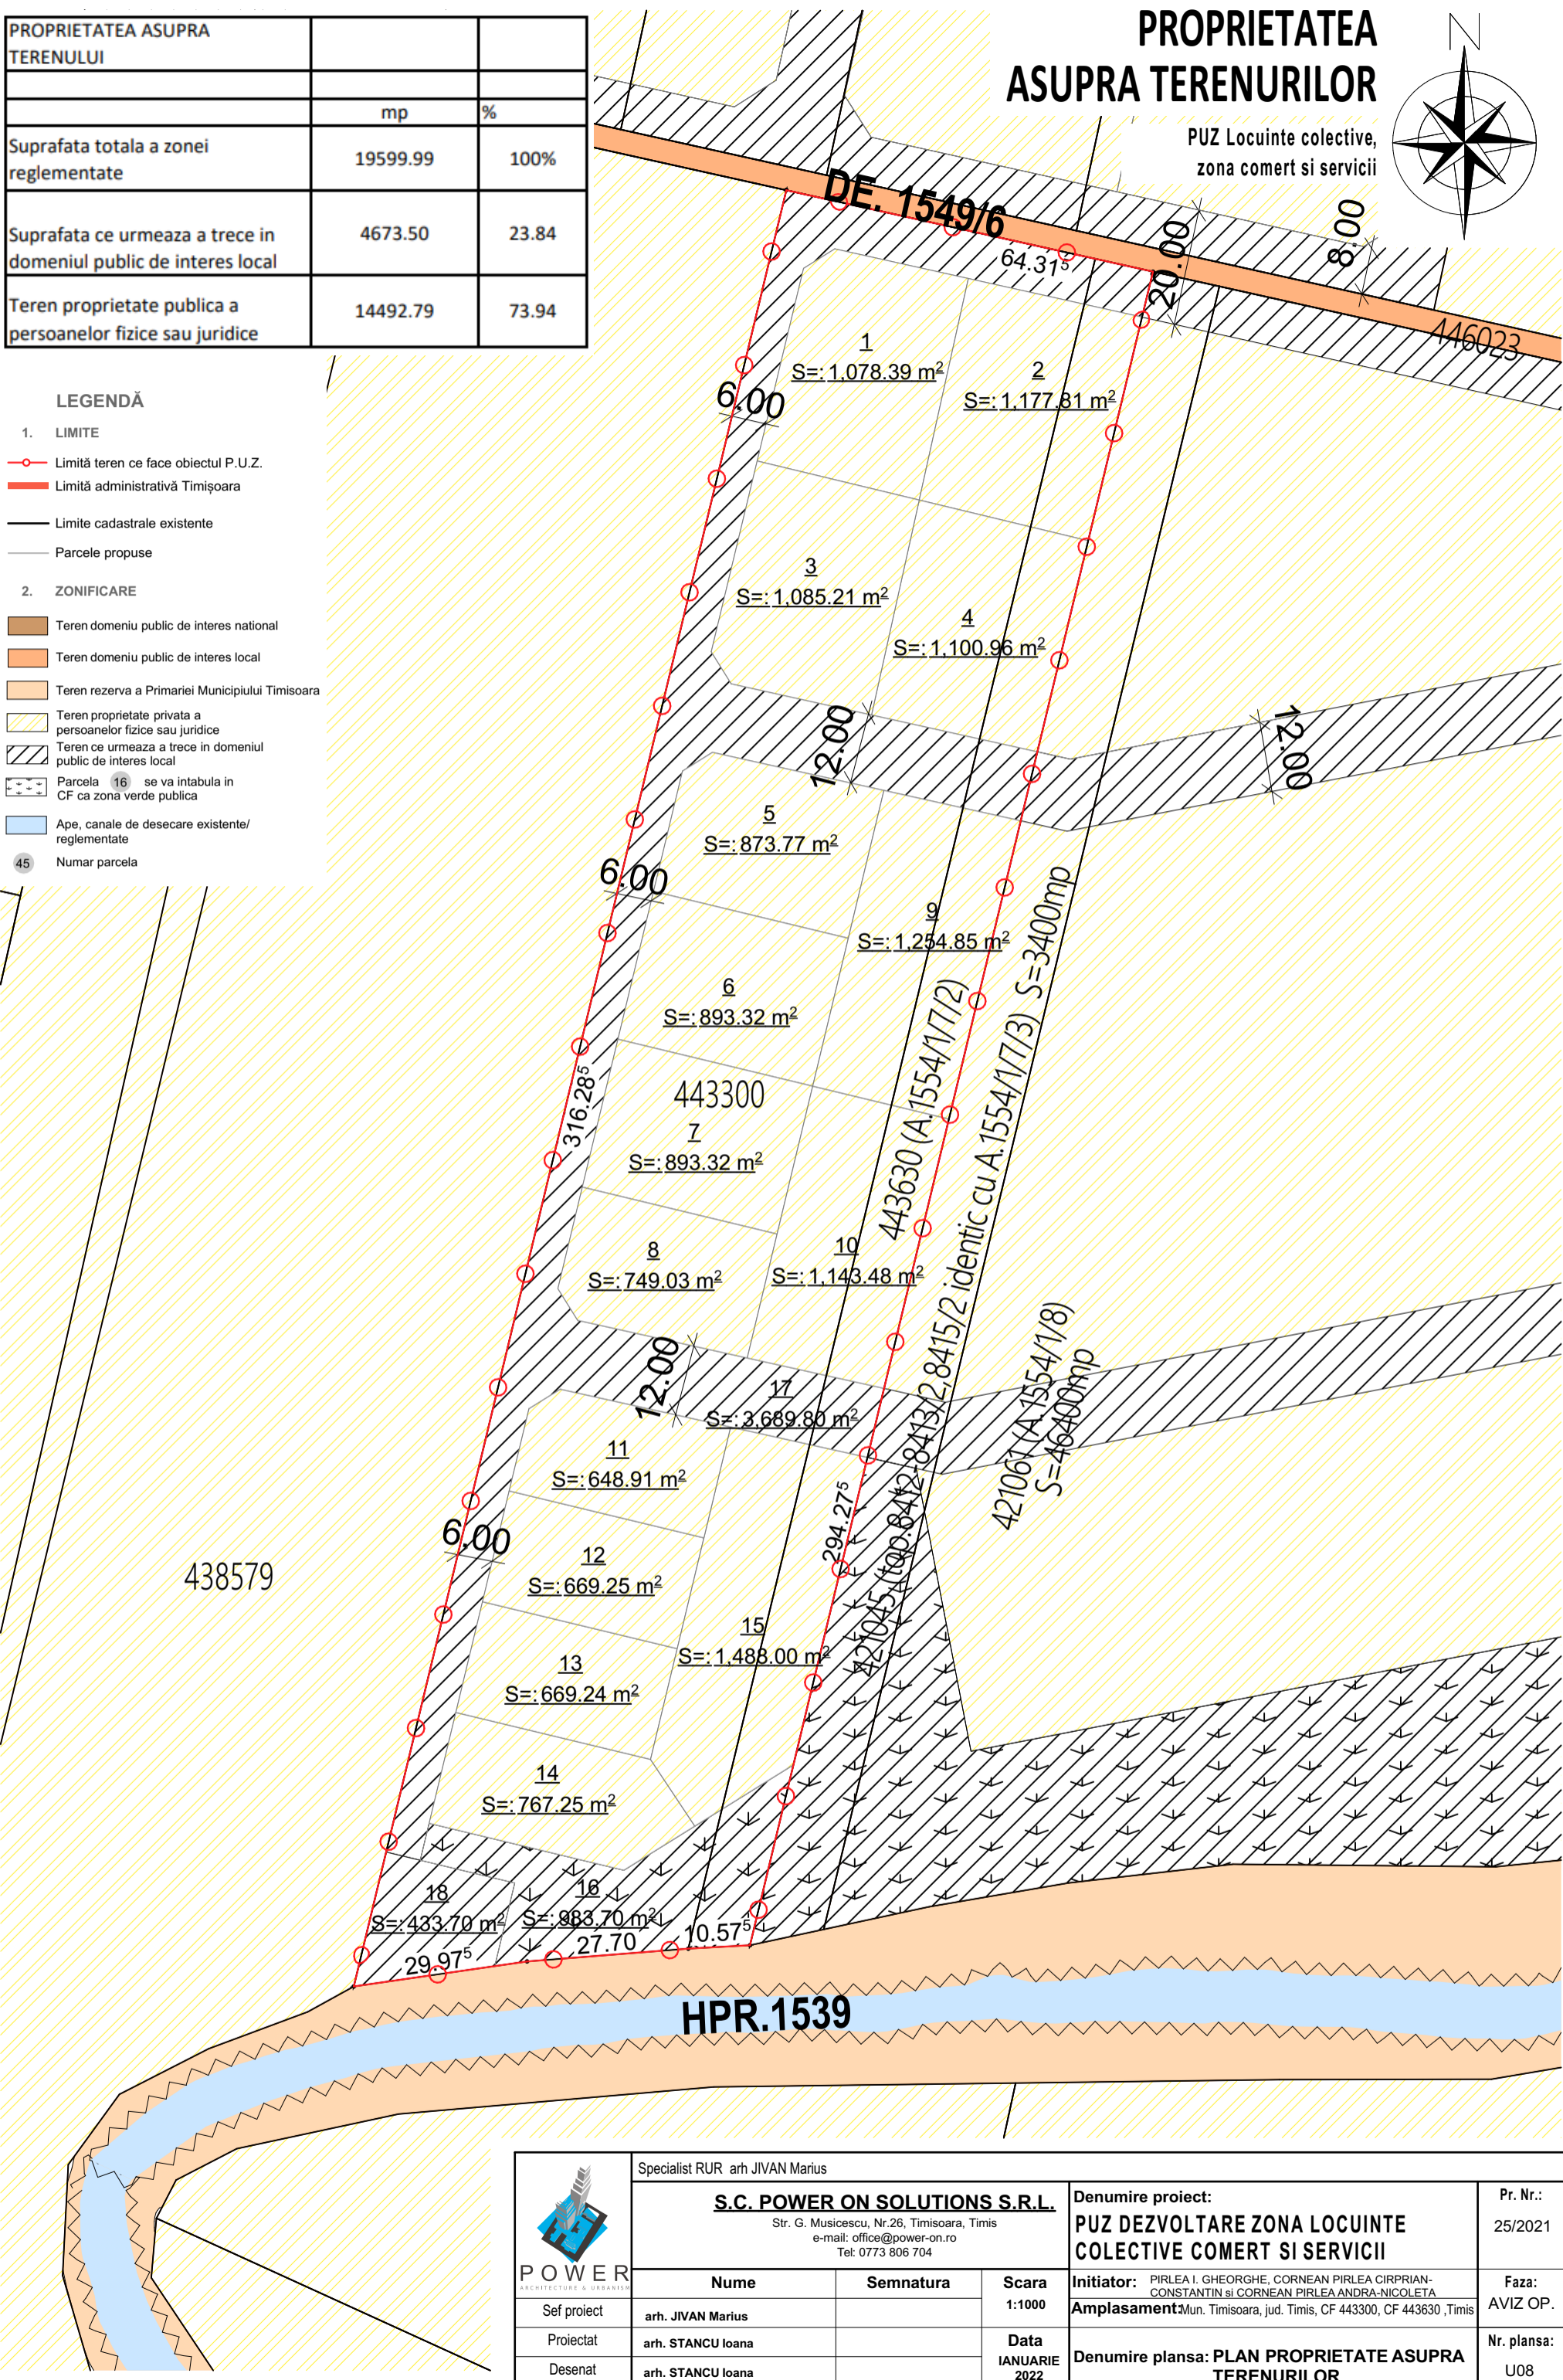 PROPRIETATEA ASUPRA
TERENULUI
mp %
Suprafata totala a zonei
reglementate
19599.99 100%
Suprafata ce urmeaza a trece in
domeniul public de interes local
4673.50 23.84
Teren proprietate publica a
persoanelor fizice sau juridice
14492.79 73.94
PROPRIETATEA
ASUPRA TERENURILOR
PUZ Locuinte colective,
zona comert si servicii
N
LEGENDĂ
1. LIMITE
Limită teren ce face obiectul P.U.Z.
Limită administrativă Timișoara
Limite cadastrale existente
Parcele propuse
2. ZONIFICARE
Teren domeniu public de interes national
Teren domeniu public de interes local
Teren rezerva a Primariei Municipiului Timisoara
Teren proprietate privata a
persoanelor fizice sau juridice
Teren ce urmeaza a trece in domeniul
public de interes local
Parcela 16 se va intabula in
CF ca zona verde publica
Ape, canale de desecare existente/
reglementate
45 Numar parcela
DE. 1549/6
64.31⁵
20.00
8.00
446023
1
S=: 1,078.39 m²
2
S=: 1,177.81 m²
6.00
3
S=: 1,085.21 m²
4
S=: 1,100.96 m²
12.00
12.00
5
S=: 873.77 m²
6.00
9
S=: 1,254.85 m²
6
S=: 893.32 m²
316.28⁵
443300
7
S=: 893.32 m²
443630 (A.1554/1/7/2)
421045 (top.8412-8413/2,8415/2 identic cu A.1554/1/7/3) S=3400mp
8
S=: 749.03 m²
10
S=: 1,143.48 m²
421061 (A.1554/1/8)
S=46400mp
12.00
17
S=: 3,689.80 m²
11
S=: 648.91 m²
294.27⁵
6.00
12
S=: 669.25 m²
438579
15
S=: 1,488.00 m²
13
S=: 669.24 m²
14
S=: 767.25 m²
18
S=: 433.70 m²
16
S=: 983.70 m²
29.97⁵
27.70
10.57⁵
HPR.1539
POWER
ARCHITECTURE & URBANISM
Specialist RUR arh JIVAN Marius
S.C. POWER ON SOLUTIONS S.R.L.
Str. G. Musicescu, Nr.26, Timisoara, Timis
e-mail: office@power-on.ro
Tel: 0773 806 704
Denumire proiect:
PUZ DEZVOLTARE ZONA LOCUINTE
COLECTIVE COMERT SI SERVICII
Pr. Nr.:
25/2021
Nume Semnatura Scara
1:1000
Initiator: PIRLEA I. GHEORGHE, CORNEAN PIRLEA CIRPRIAN-
CONSTANTIN si CORNEAN PIRLEA ANDRA-NICOLETA
Amplasament: Mun. Timisoara, jud. Timis, CF 443300, CF 443630 ,Timis
Faza:
AVIZ OP.
Sef proiect arh. JIVAN Marius
Proiectat arh. STANCU Ioana
Desenat arh. STANCU Ioana
Data
IANUARIE
2022
Denumire plansa: PLAN PROPRIETATE ASUPRA
TERENURILOR
Nr. plansa:
U08